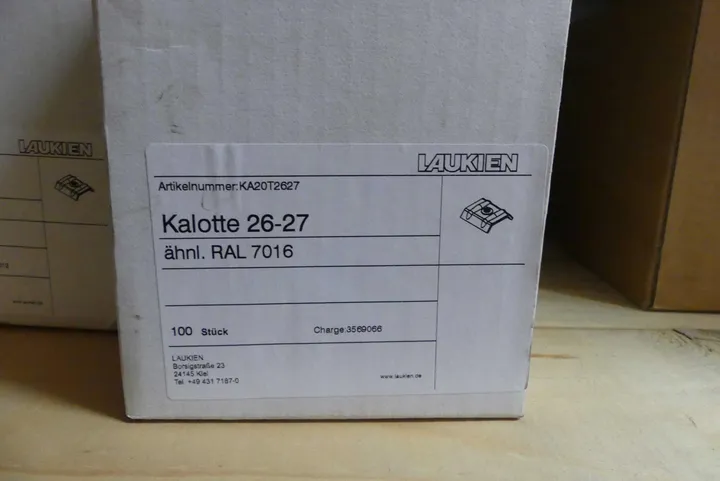 LAUKIEN
LAUKIEN
Artikelnummer:KA20T2627
Kalotte 26-27
ähnl. RAL 7016
100 Stück
Charge:3569066
LAUKIEN
Borsigstraße 23
24145 Kiel
Tel +49 431 7187-0
www.laukien.de